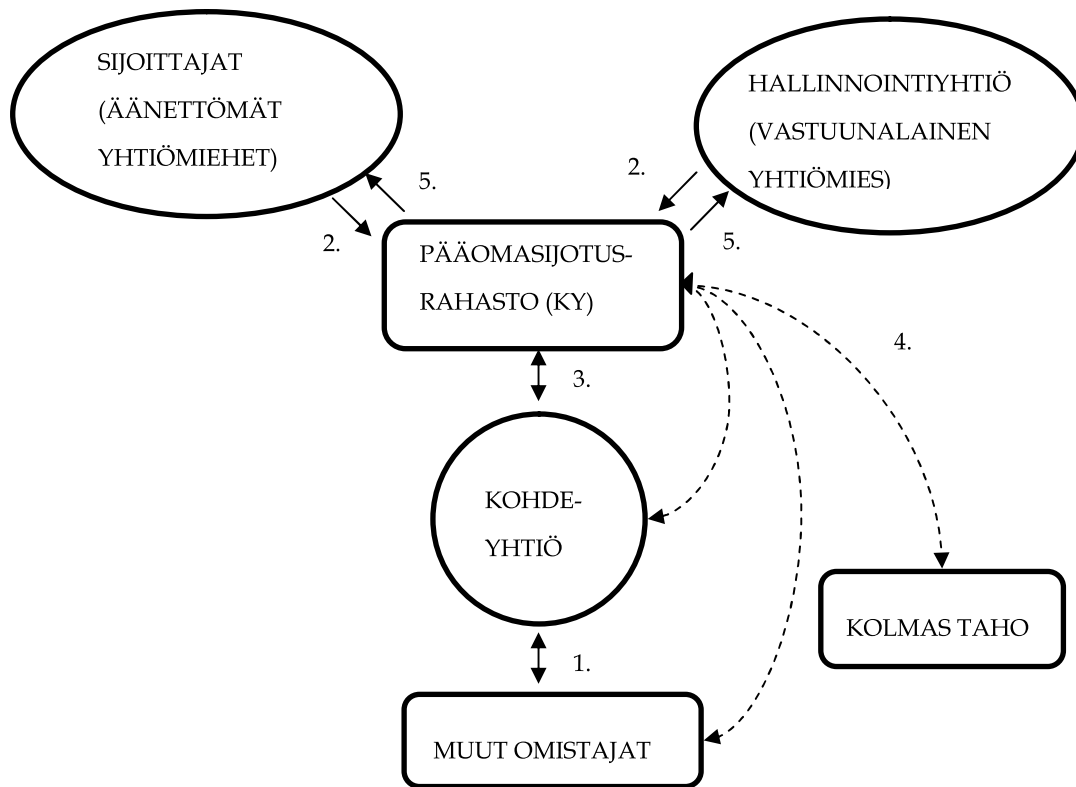 SIJOITTAJAT
(ÄÄNETTÖMÄT
YHTIÖMIEHET)
HALLINNOINTIYHTIÖ
(VASTUUNALAINEN
YHTIÖMIES)
5.
2.
2.
5.
PÄÄOMASIJOTUS-
RAHASTO (KY)
3.
4.
KOHDE-
YHTIÖ
KOLMAS TAHO
1.
MUUT OMISTAJAT